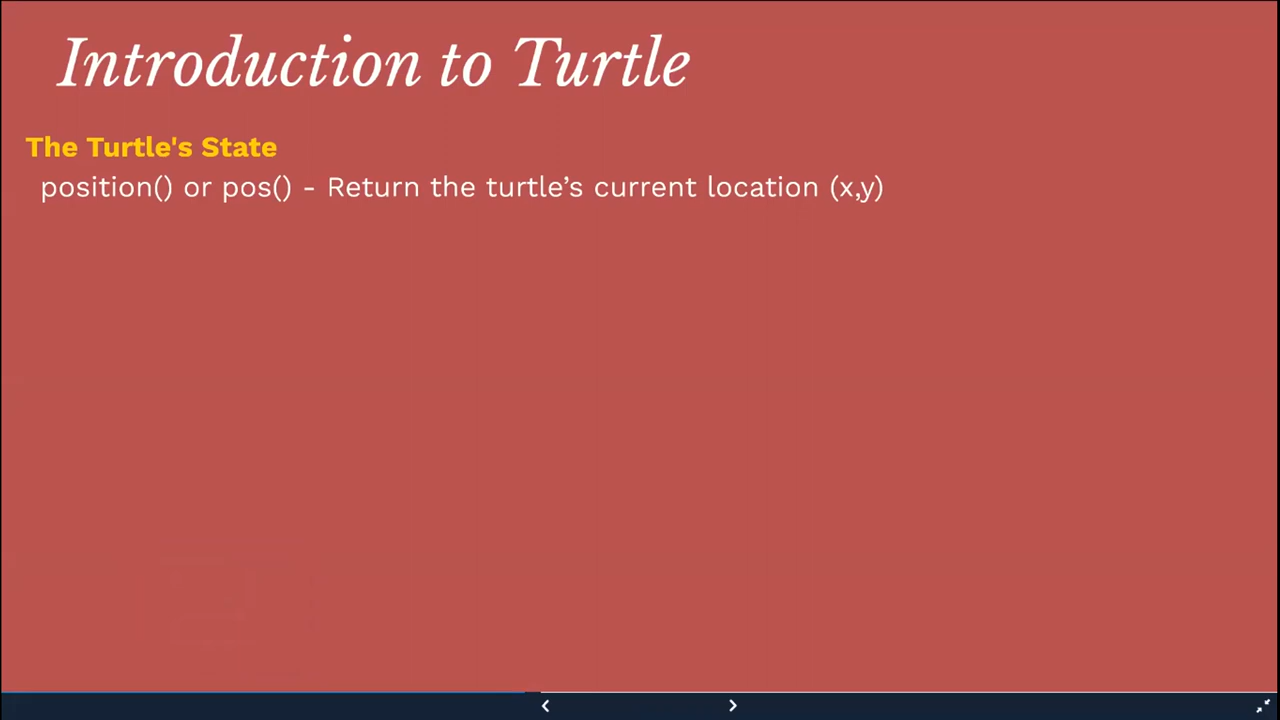 Introduction to Turtle
The Turtle's State
position() or pos() - Return the turtle’s current location (x,y)